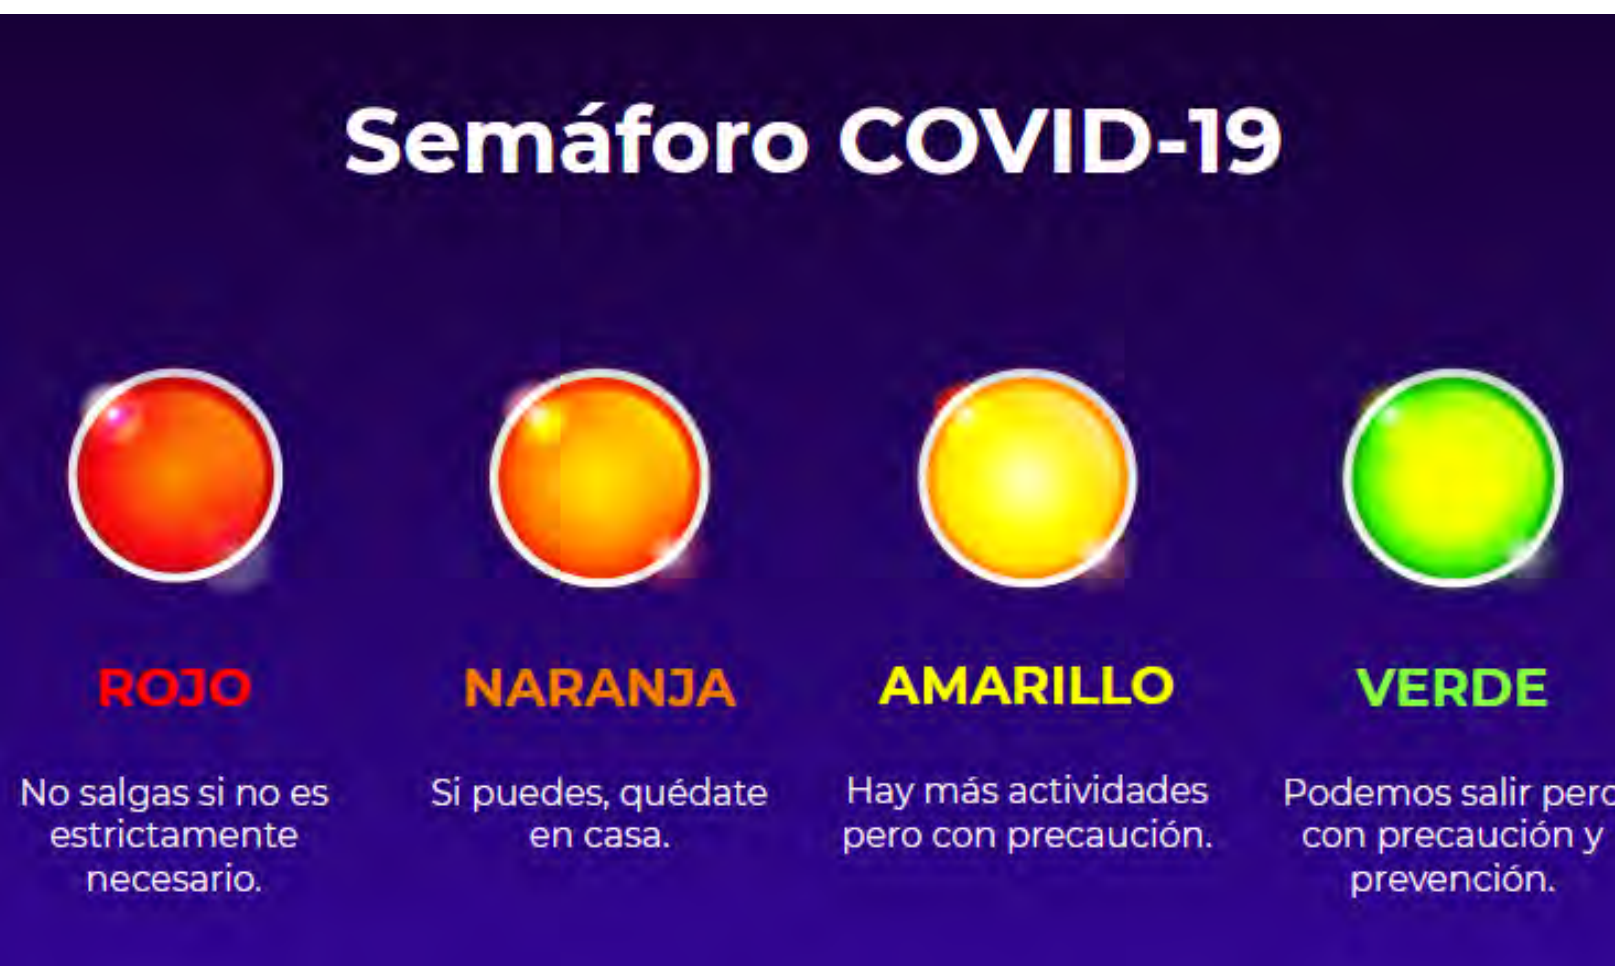 Semáforo COVID-19
ROJO
No salgas si no es
estrictamente
necesario.
NARANJA
Si puedes, quédate
en casa.
AMARILLO
Hay más actividades
pero con precaución.
VERDE
Podemos salir pero
con precaución y
prevención.